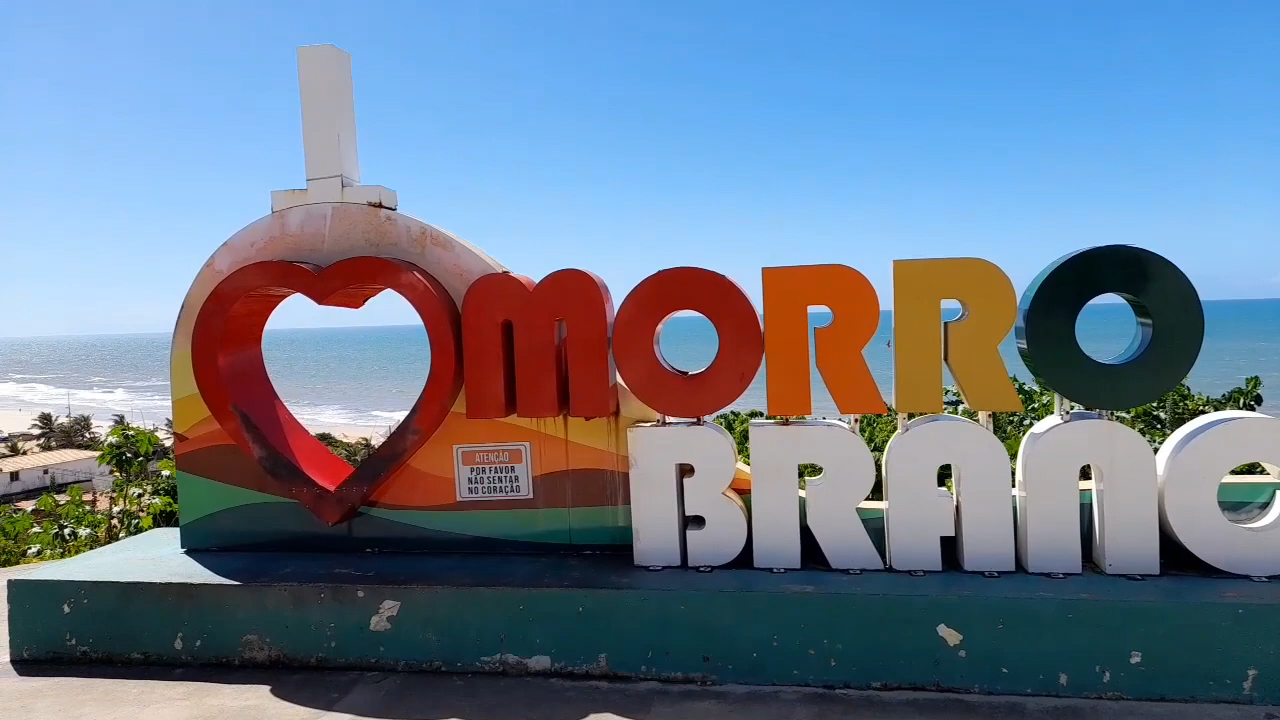 MORRO
BRANC
ATENÇÃO
POR FAVOR
NÃO SENTAR
NO CORAÇÃO